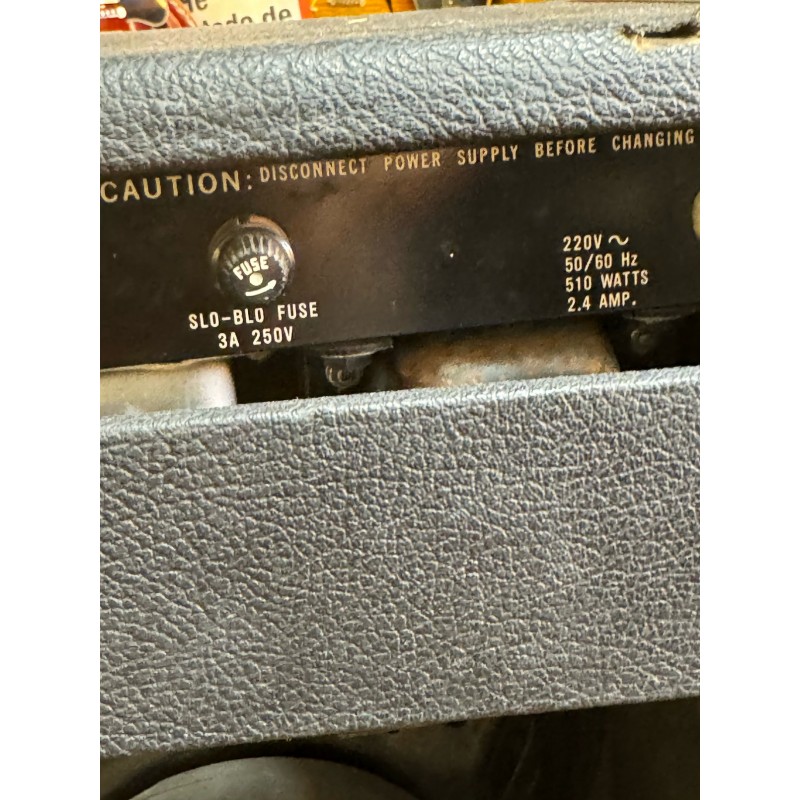 de
CAUTION: DISCONNECT POWER SUPPLY BEFORE CHANGING
FUSE
SLO-BLO FUSE
3A 250V
220V ~
50/60 Hz
510 WATTS
2.4 AMP.